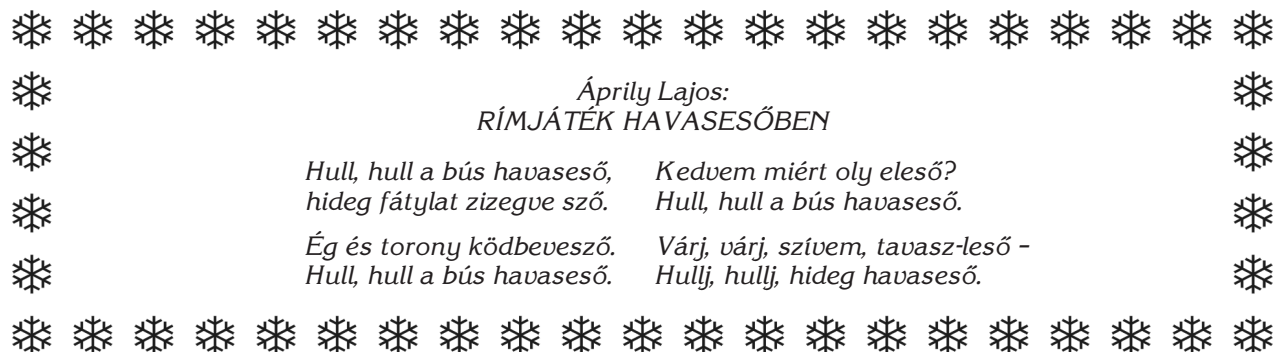 Áprily Lajos:
RÍMJÁTÉK HAVASESŐBEN
Hull, hull a bús havaseső,
hideg fátylat zizegve sző.
Ég és torony ködbevesző.
Hull, hull a bús havaseső.
Kedvem miért oly eleső?
Hull, hull a bús havaseső.
Várj, várj, szívem, tavasz-leső –
Hullj, hullj, hideg havaseső.